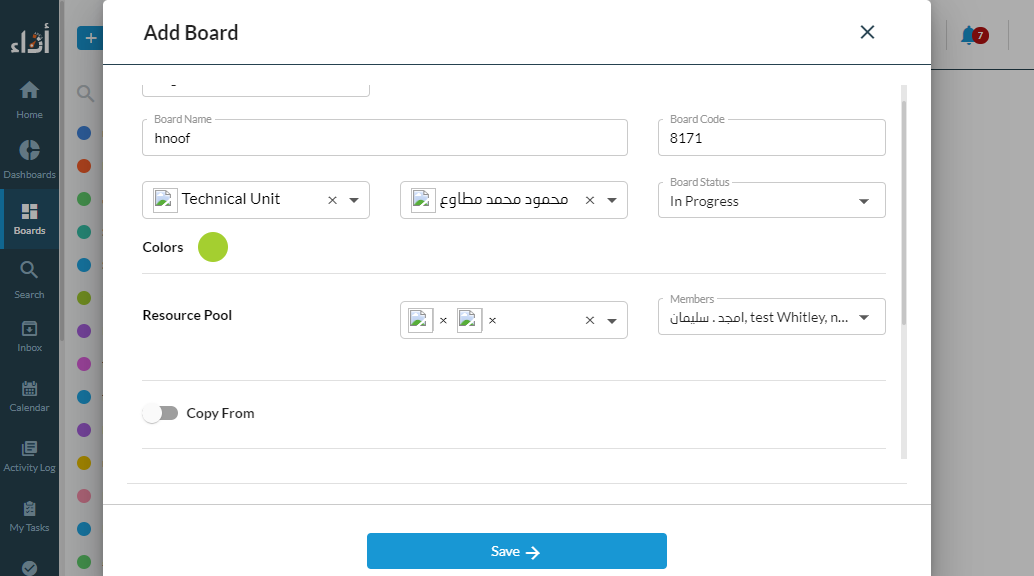 أداء
Home
Dashboards
Boards
Search
Inbox
Calendar
Activity Log
My Tasks
+
7
Add Board
Board Name
hnoof
Board Code
8171
Technical Unit
محمود محمد مطاوع
Board Status
In Progress
Colors
Resource Pool
Members
امجد . سليمان, test Whitley, n...
Copy From
Save →